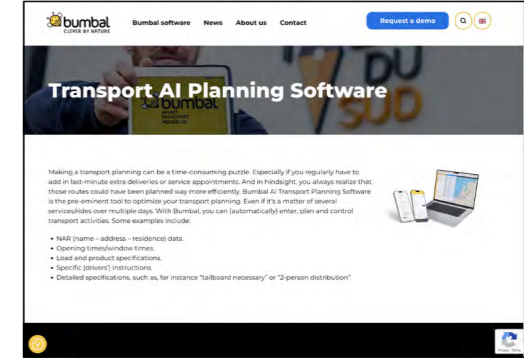 bumbal
CLEVER BY NATURE
Bumbal software News About us Contact
Request a demo
Transport AI Planning Software
bumbal
DU
SUD
Making a transport planning can be a time-consuming puzzle. Especially if you regularly have to
add in last-minute extra deliveries or service appointments. And in hindsight, you always realize that
those routes could have been planned way more efficiently. Bumbal AI Transport Planning Software
is the pre-eminent tool to optimize your transport planning. Even if it's a matter of several
services/rides over multiple days. With Bumbal, you can (automatically) enter, plan and control
transport activities. Some examples include:
• NAR (name – address – residence) data.
• Opening times/window times.
• Load and product specifications.
• Specific (drivers') instructions.
• Detailed specifications, such as, for instance "tailboard necessary" or "2-person distribution".